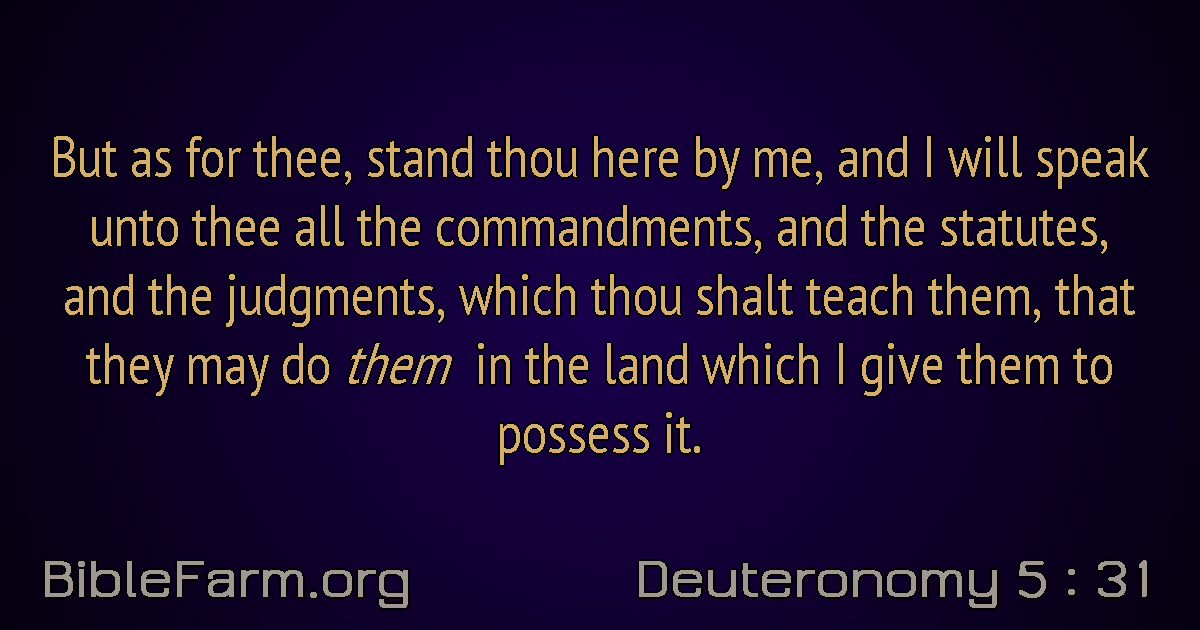 But as for thee, stand thou here by me, and I will speak
unto thee all the commandments, and the statutes,
and the judgments, which thou shalt teach them, that
they may do them in the land which I give them to
possess it.
BibleFarm.org
Deuteronomy 5 : 31